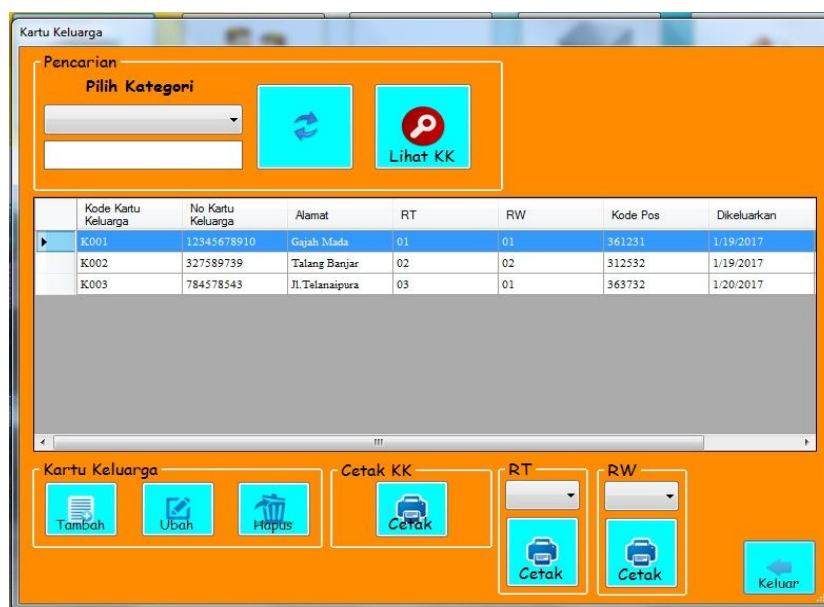 Kartu Keluarga
Pencarian
Pilih Kategori
Lihat KK
Kode Kartu Keluarga No Kartu Keluarga Alamat RT RW Kode Pos Dikeluarkan
K001 12345678910 Gajah Mada 01 01 361231 1/19/2017
K002 327589739 Talang Banjar 02 02 312532 1/19/2017
K003 784578543 Jl.Telanaipura 03 01 363732 1/20/2017
Kartu Keluarga Cetak KK RT RW
Tambah Ubah Hapus Cetak
Cetak Cetak Keluar